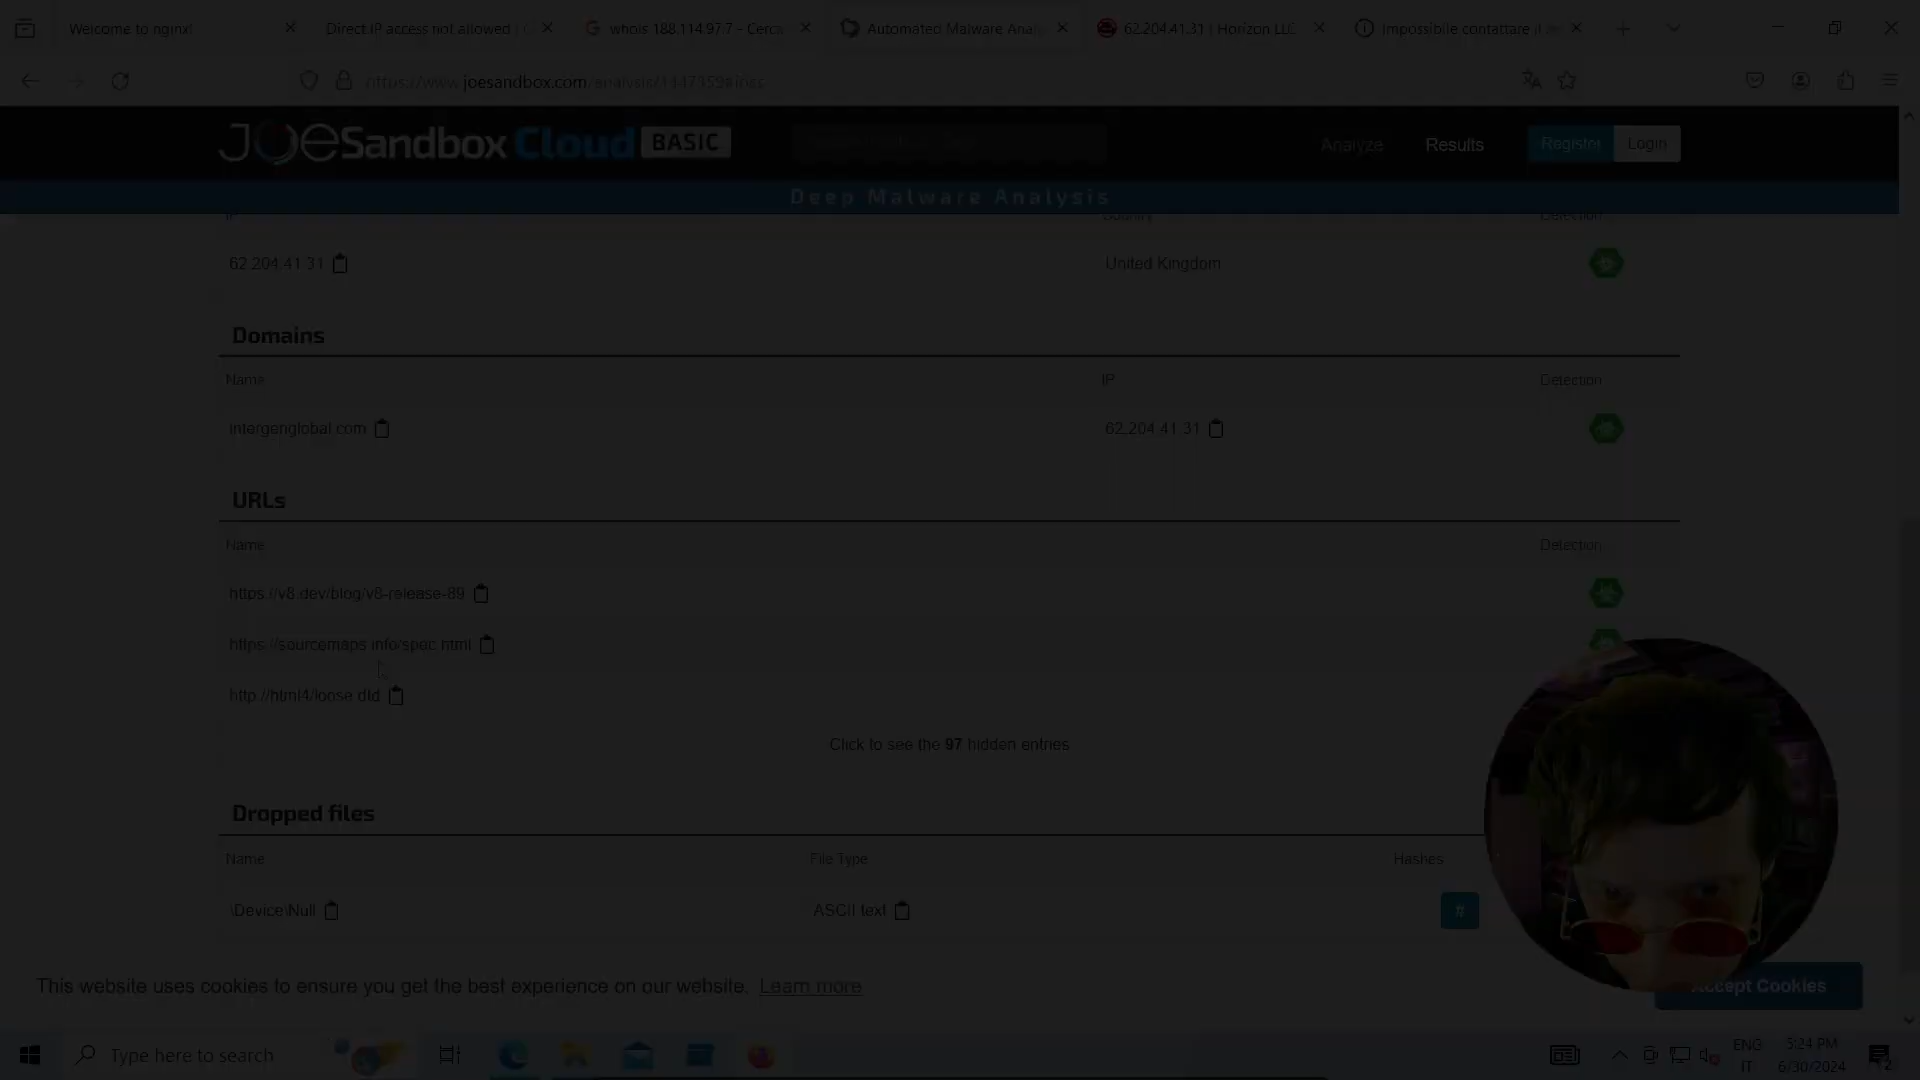 Welcome to nginx!
Direct IP access not allowed | C
whois 188.114.97.7 - Cerca
Automated Malware Anal
62.204.41.31 | Horizon LLC
Impossibile contattare il se
joesandbox.com
JOESandbox Cloud BASIC
Analyze
Results
Register
Login
Deep Malware Analysis
IP
Country
Detection
62.204.41.31
United Kingdom
Domains
Name
IP
Detection
intergenglobal.com
62.204.41.31
URLs
Name
Detection
https://v8.dev/blog/v8-release-89
https://sourcemaps.info/spec.html
http://html4/loose.dtd
Click to see the 97 hidden entries
Dropped files
Name
File Type
Hashes
\Device\Null
ASCII text
#
This website uses cookies to ensure you get the best experience on our website. Learn more
Accept Cookies
Type here to search
ENG
IT
5:24 PM
6/30/2024